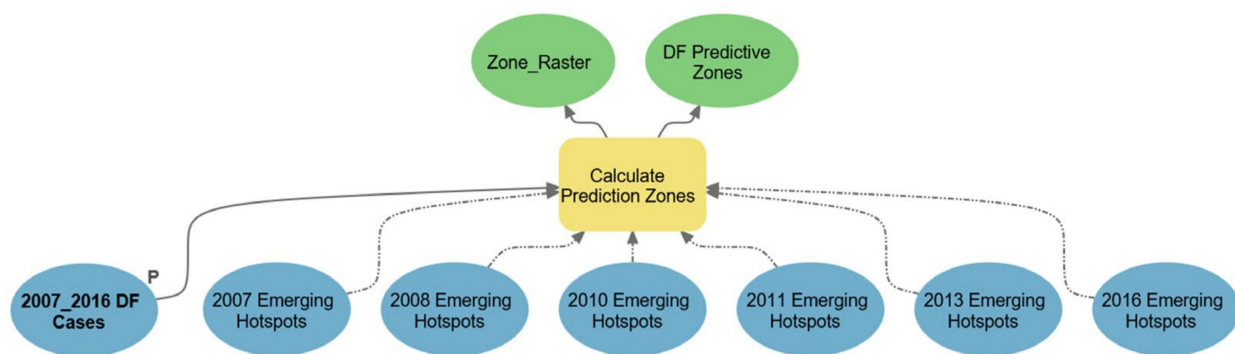 Zone_Raster
DF Predictive
Zones
Calculate
Prediction Zones
P
2007_2016 DF
Cases
2007 Emerging
Hotspots
2008 Emerging
Hotspots
2010 Emerging
Hotspots
2011 Emerging
Hotspots
2013 Emerging
Hotspots
2016 Emerging
Hotspots